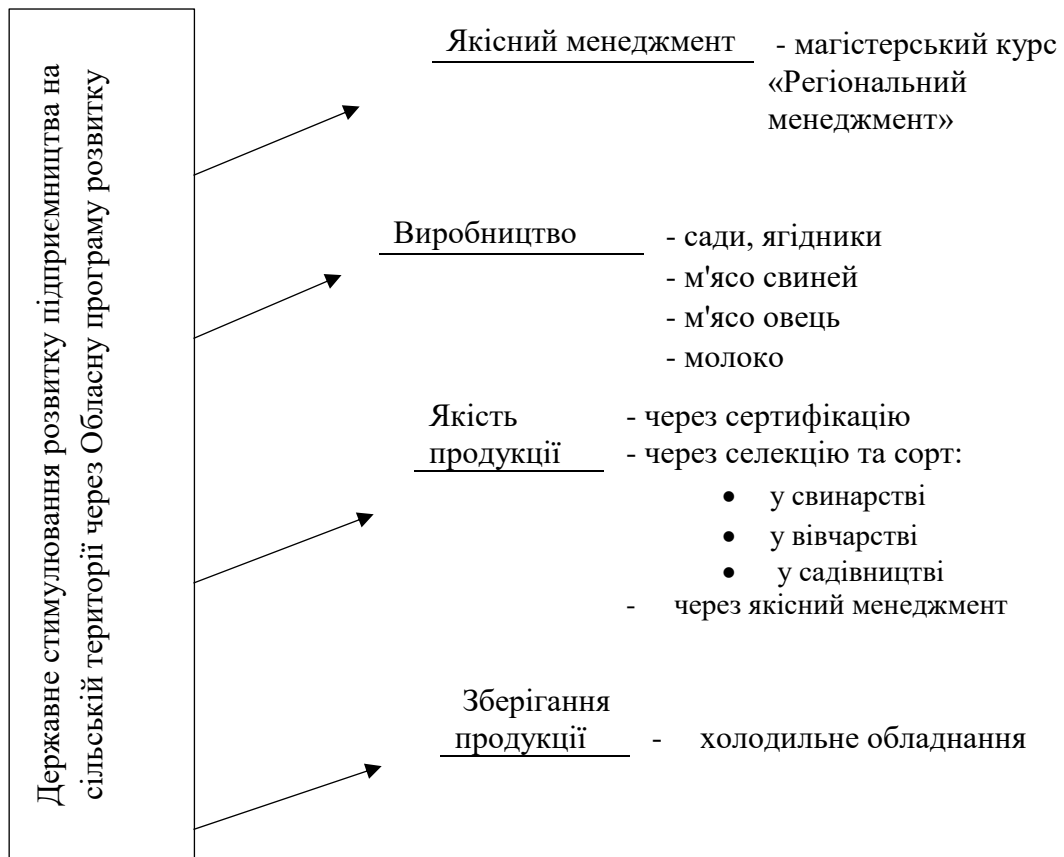 Державне стимулювання розвитку підприємництва на
сільській території через Обласну програму розвитку
Якісний менеджмент - магістерський курс
«Регіональний
менеджмент»
Виробництво - сади, ягідники
- м'ясо свиней
- м'ясо овець
- молоко
Якість - через сертифікацію
продукції - через селекцію та сорт:
• у свинарстві
• у вівчарстві
• у садівництві
- через якісний менеджмент
Зберігання
продукції - холодильне обладнання